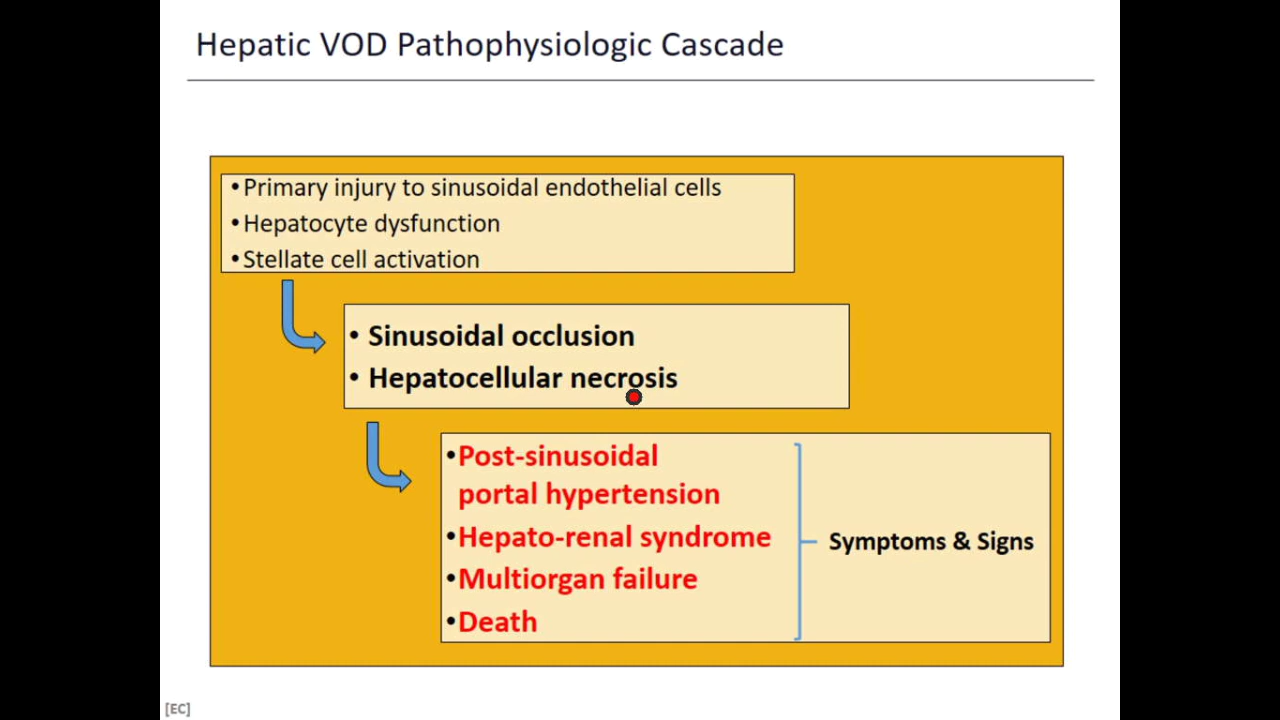 Hepatic VOD Pathophysiologic Cascade
•Primary injury to sinusoidal endothelial cells
•Hepatocyte dysfunction
•Stellate cell activation
• Sinusoidal occlusion
• Hepatocellular necrosis
•Post-sinusoidal
portal hypertension
•Hepato-renal syndrome
•Multiorgan failure
•Death
Symptoms & Signs
[EC]